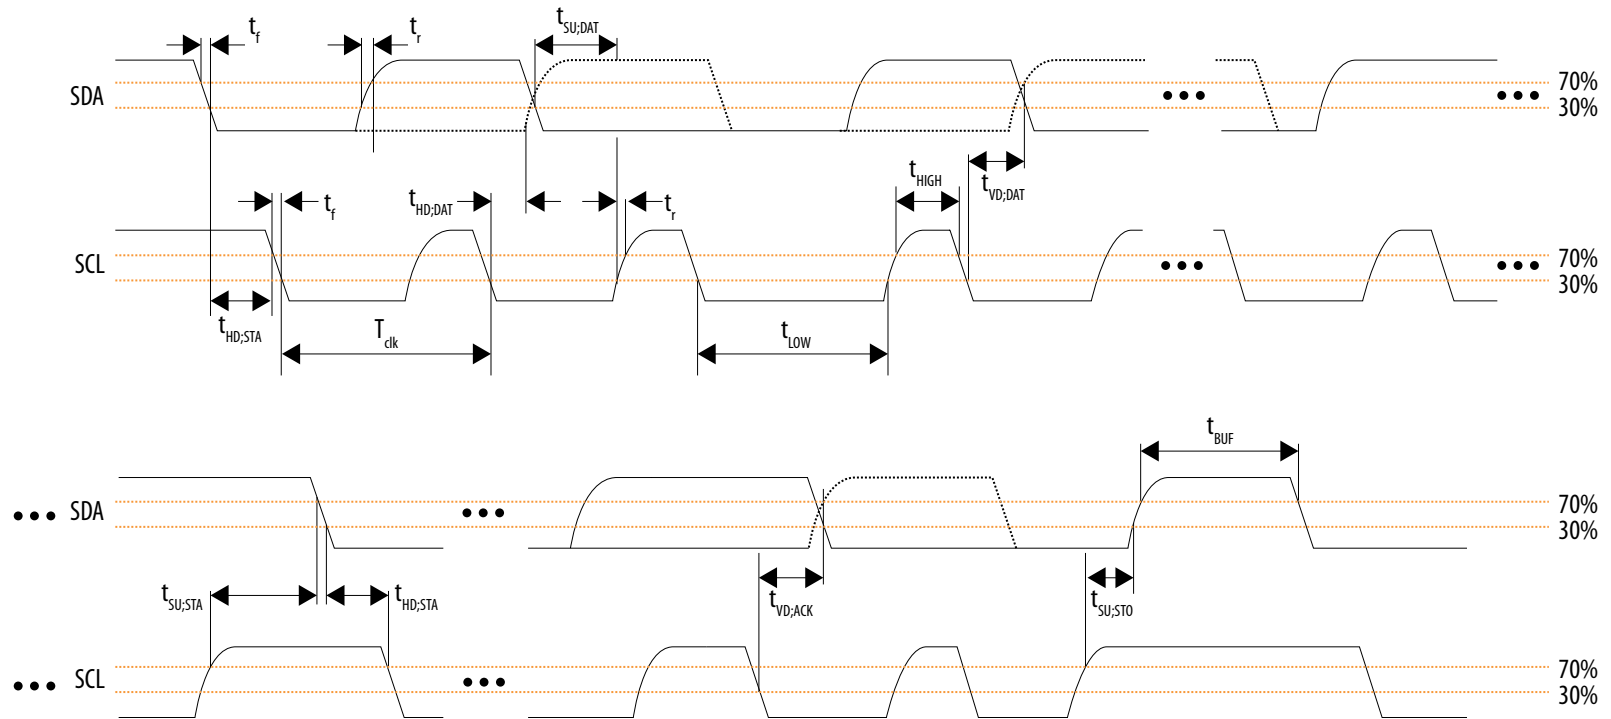 t_f
t_r
t_SU;DAT
SDA
70%
30%
t_HIGH
t_VD;DAT
t_f
t_HD;DAT
t_r
SCL
70%
30%
t_HD;STA
T_clk
t_LOW
t_BUF
••• SDA
70%
30%
t_SU;STA
t_HD;STA
t_VD;ACK
t_SU;STO
••• SCL
70%
30%